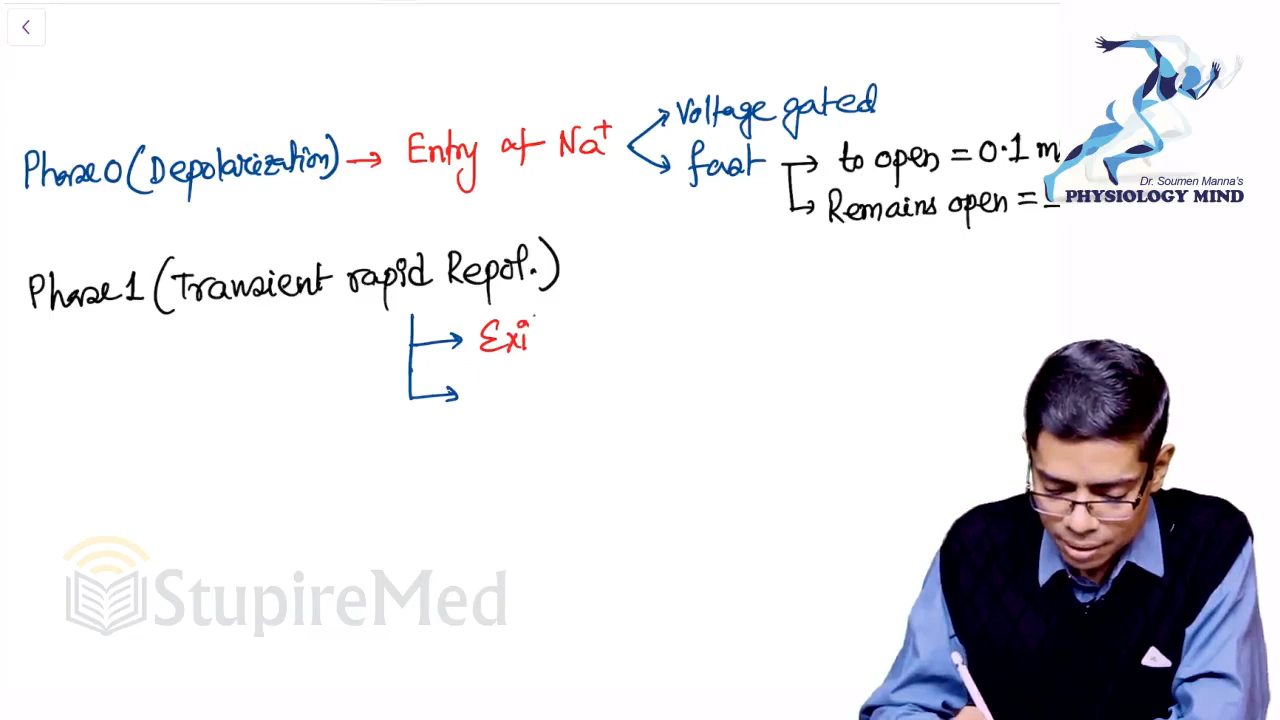 Phase 0 (Depolarization) → Entry of Na⁺
Voltage gated
fast → to open = 0.1 m
→ Remains open =
Phase 1 (Transient rapid Repol.)
→ Exi
→
Dr. Soumen Manna's
PHYSIOLOGY MIND
StupireMed